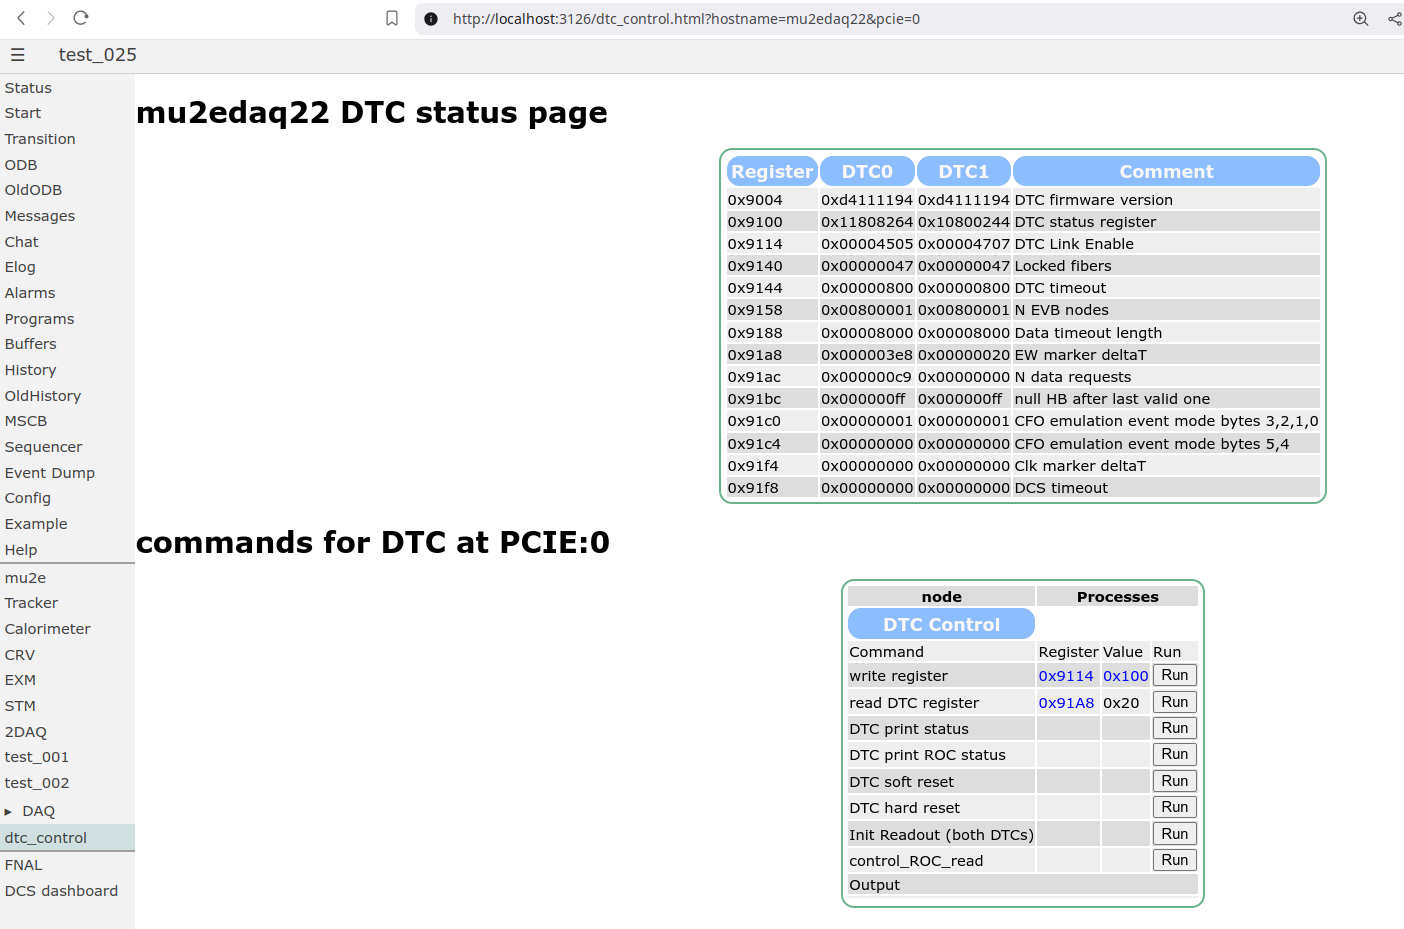 http://localhost:3126/dtc_control.html?hostname=mu2edaq22&pcie=0
☰ test_025
Status
Start
Transition
ODB
OldODB
Messages
Chat
Elog
Alarms
Programs
Buffers
History
OldHistory
MSCB
Sequencer
Event Dump
Config
Example
Help
mu2e
Tracker
Calorimeter
CRV
EXM
STM
2DAQ
test_001
test_002
▸ DAQ
dtc_control
FNAL
DCS dashboard
mu2edaq22 DTC status page
Register DTC0 DTC1 Comment
0x9004 0xd4111194 0xd4111194 DTC firmware version
0x9100 0x11808264 0x10800244 DTC status register
0x9114 0x00004505 0x00004707 DTC Link Enable
0x9140 0x00000047 0x00000047 Locked fibers
0x9144 0x00000800 0x00000800 DTC timeout
0x9158 0x00800001 0x00800001 N EVB nodes
0x9188 0x00008000 0x00008000 Data timeout length
0x91a8 0x000003e8 0x00000020 EW marker deltaT
0x91ac 0x000000c9 0x00000000 N data requests
0x91bc 0x000000ff 0x000000ff null HB after last valid one
0x91c0 0x00000001 0x00000001 CFO emulation event mode bytes 3,2,1,0
0x91c4 0x00000000 0x00000000 CFO emulation event mode bytes 5,4
0x91f4 0x00000000 0x00000000 Clk marker deltaT
0x91f8 0x00000000 0x00000000 DCS timeout
commands for DTC at PCIE:0
node Processes
DTC Control
Command Register Value Run
write register 0x9114 0x100 Run
read DTC register 0x91A8 0x20 Run
DTC print status Run
DTC print ROC status Run
DTC soft reset Run
DTC hard reset Run
Init Readout (both DTCs) Run
control_ROC_read Run
Output